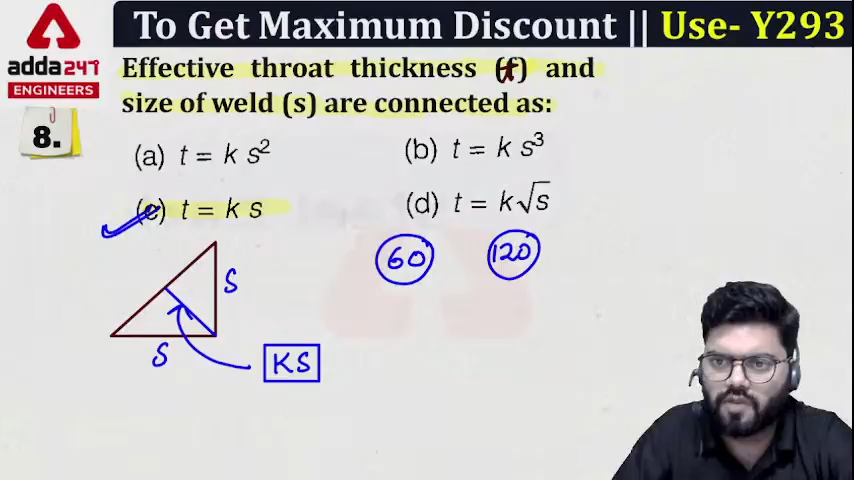 To Get Maximum Discount || Use- Y293
adda247
ENGINEERS
8.
Effective throat thickness (t) and
size of weld (s) are connected as:
(a) t = k s²
(b) t = k s³
(c) t = k s
(d) t = k√s
60°
120°
S
S
KS